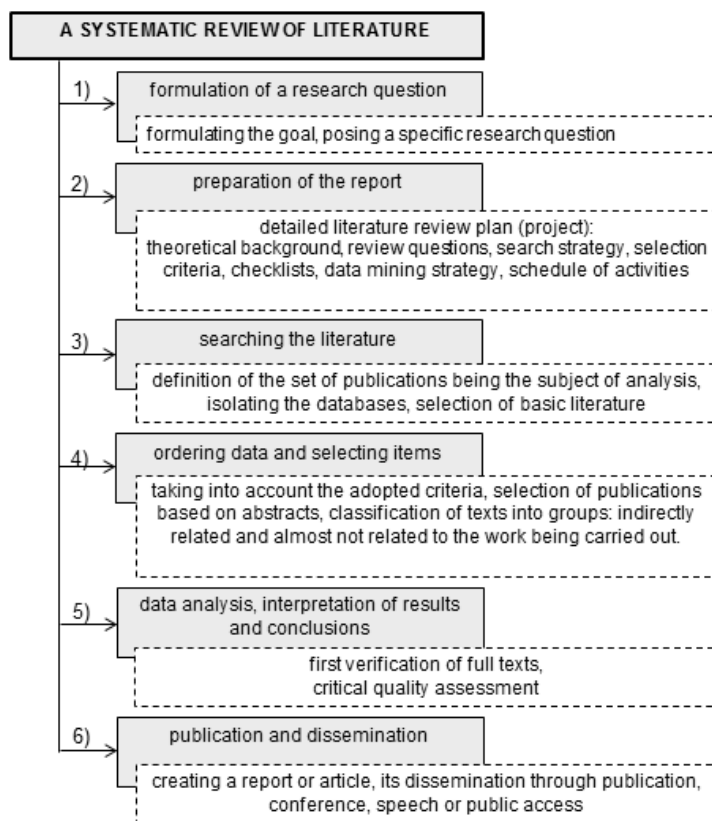 A SYSTEMATIC REVIEW OF LITERATURE
1)
formulation of a research question
formulating the goal, posing a specific research question
2)
preparation of the report
detailed literature review plan (project):
theoretical background, review questions, search strategy, selection
criteria, checklists, data mining strategy, schedule of activities
3)
searching the literature
definition of the set of publications being the subject of analysis,
isolating the databases, selection of basic literature
4)
ordering data and selecting items
taking into account the adopted criteria, selection of publications
based on abstracts, classification of texts into groups: indirectly
related and almost not related to the work being carried out.
5)
data analysis, interpretation of results
and conclusions
first verification of full texts,
critical quality assessment
6)
publication and dissemination
creating a report or article, its dissemination through publication,
conference, speech or public access